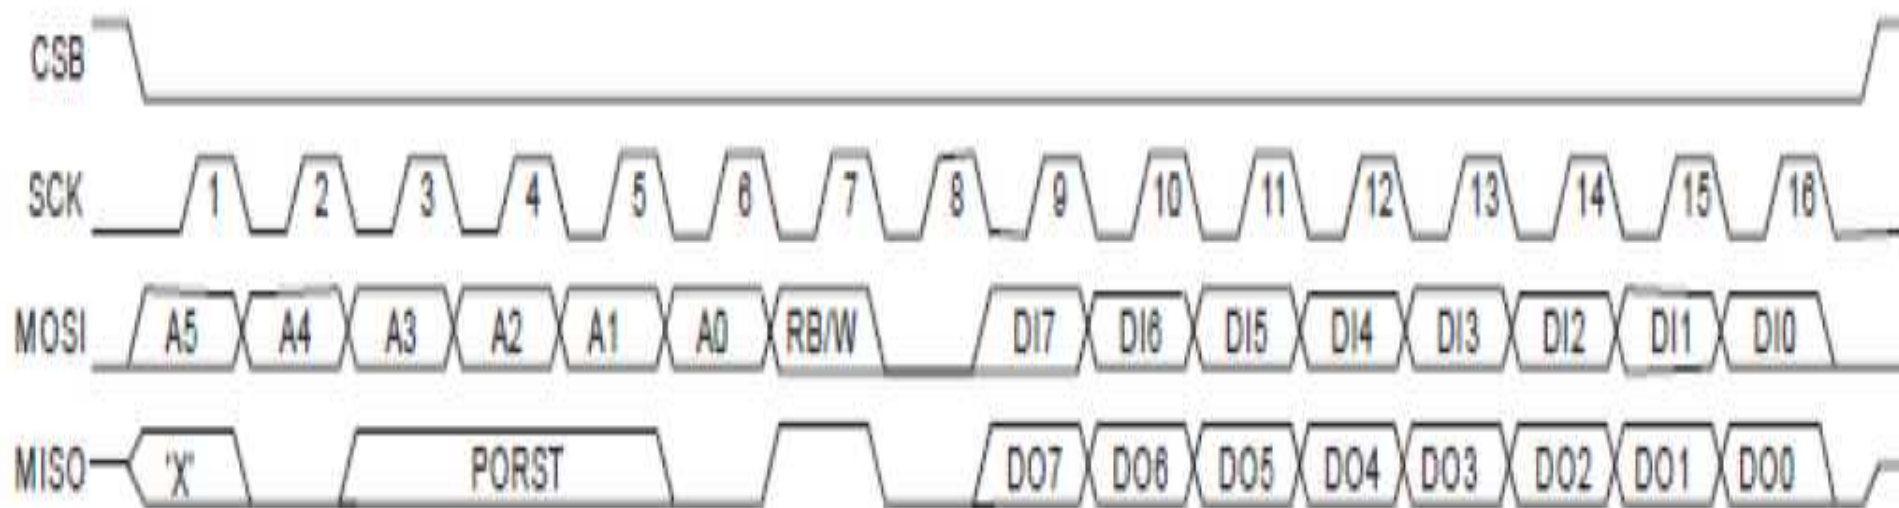 CSB
SCK 1 2 3 4 5 6 7 8 9 10 11 12 13 14 15 16
MOSI A5 A4 A3 A2 A1 A0 RB/W DI7 DI6 DI5 DI4 DI3 DI2 DI1 DI0
MISO 'X' PORST DO7 DO6 DO5 DO4 DO3 DO2 DO1 DO0